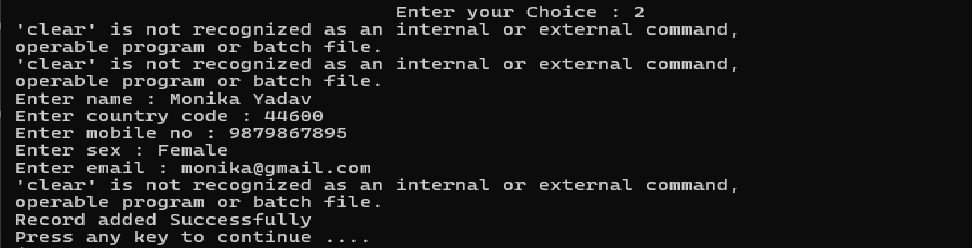 Enter your Choice : 2
'clear' is not recognized as an internal or external command,
operable program or batch file.
'clear' is not recognized as an internal or external command,
operable program or batch file.
Enter name : Monika Yadav
Enter country code : 44600
Enter mobile no : 9879867895
Enter sex : Female
Enter email : monika@gmail.com
'clear' is not recognized as an internal or external command,
operable program or batch file.
Record added Successfully
Press any key to continue ....